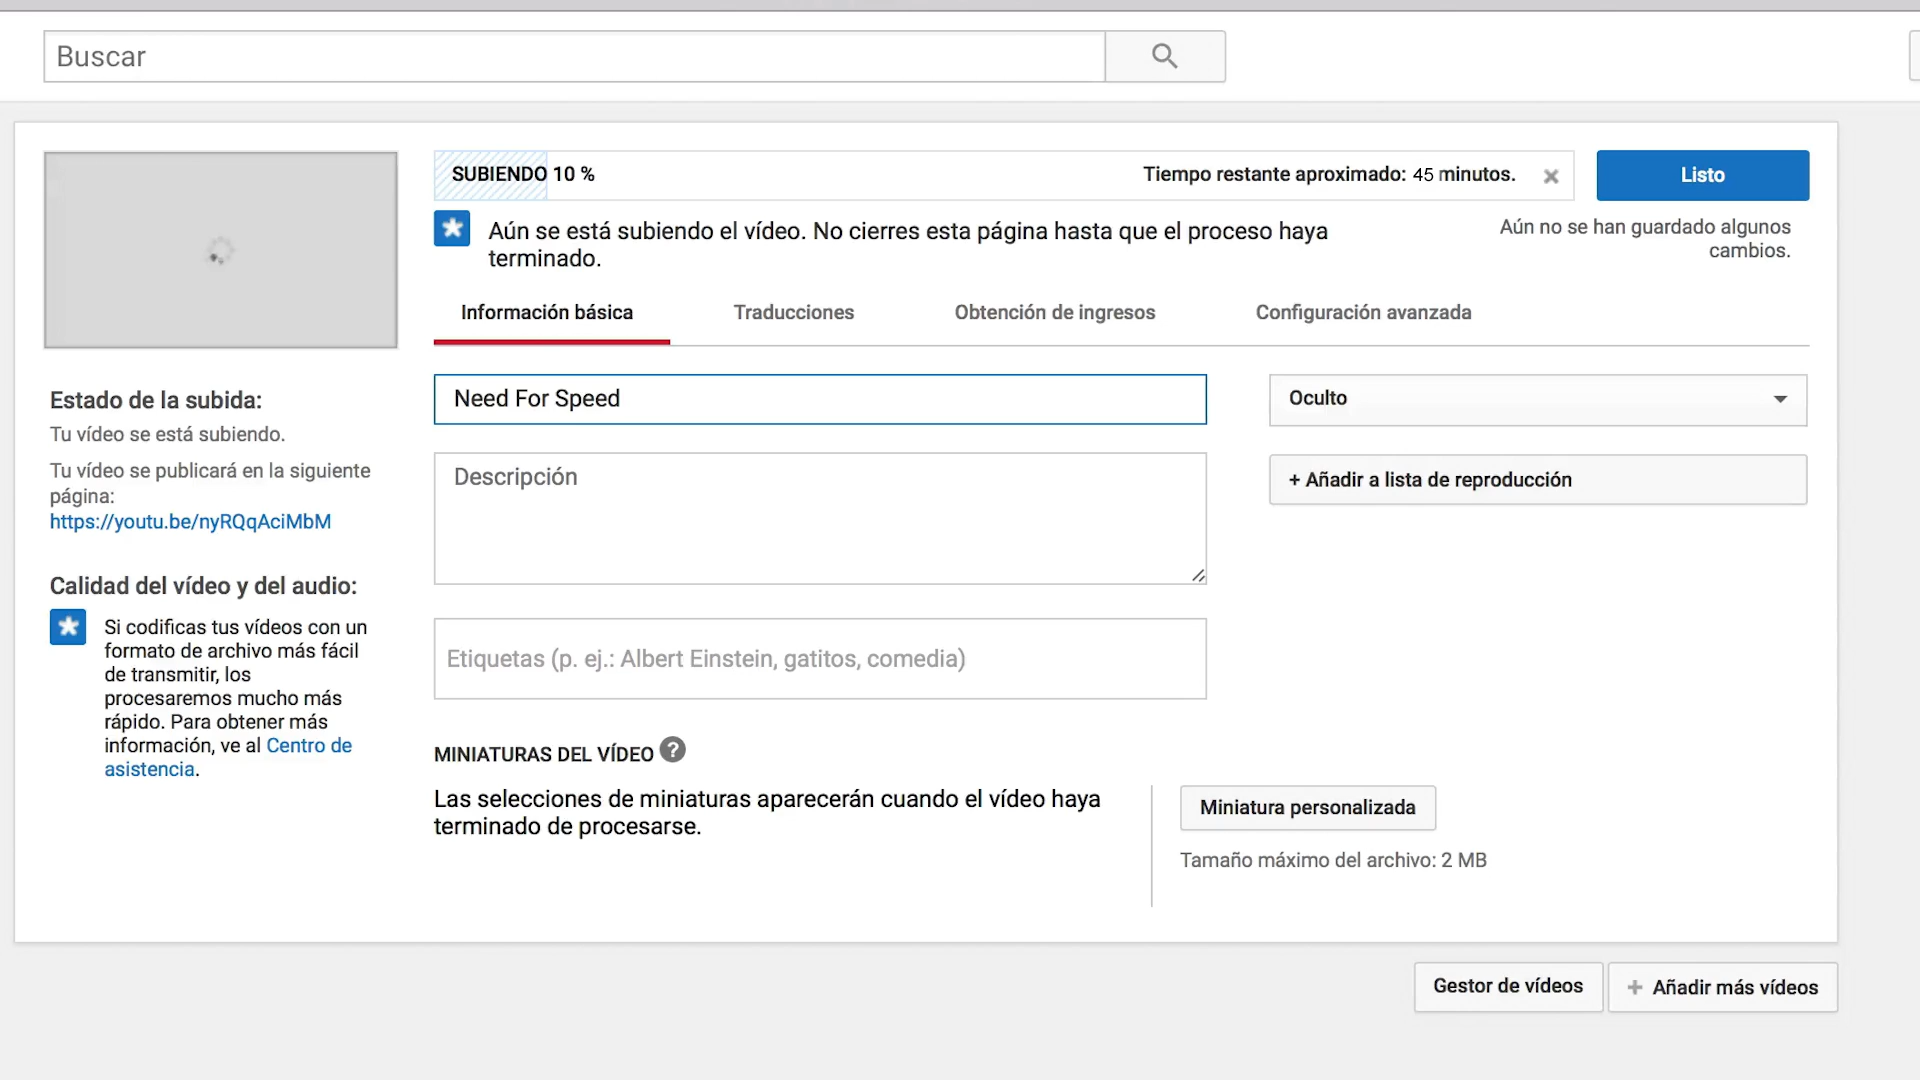 Buscar
SUBIENDO 10 %
Tiempo restante aproximado: 45 minutos.
Listo
Aún se está subiendo el vídeo. No cierres esta página hasta que el proceso haya
terminado.
Aún no se han guardado algunos
cambios.
Información básica
Traducciones
Obtención de ingresos
Configuración avanzada
Need For Speed
Oculto
Descripción
+ Añadir a lista de reproducción
Etiquetas (p. ej.: Albert Einstein, gatitos, comedia)
Estado de la subida:
Tu vídeo se está subiendo.
Tu vídeo se publicará en la siguiente
página:
https://youtu.be/nyRQqAciMbM
Calidad del vídeo y del audio:
Si codificas tus vídeos con un
formato de archivo más fácil
de transmitir, los
procesaremos mucho más
rápido. Para obtener más
información, ve al Centro de
asistencia.
MINIATURAS DEL VÍDEO ?
Las selecciones de miniaturas aparecerán cuando el vídeo haya
terminado de procesarse.
Miniatura personalizada
Tamaño máximo del archivo: 2 MB
Gestor de vídeos
+ Añadir más vídeos